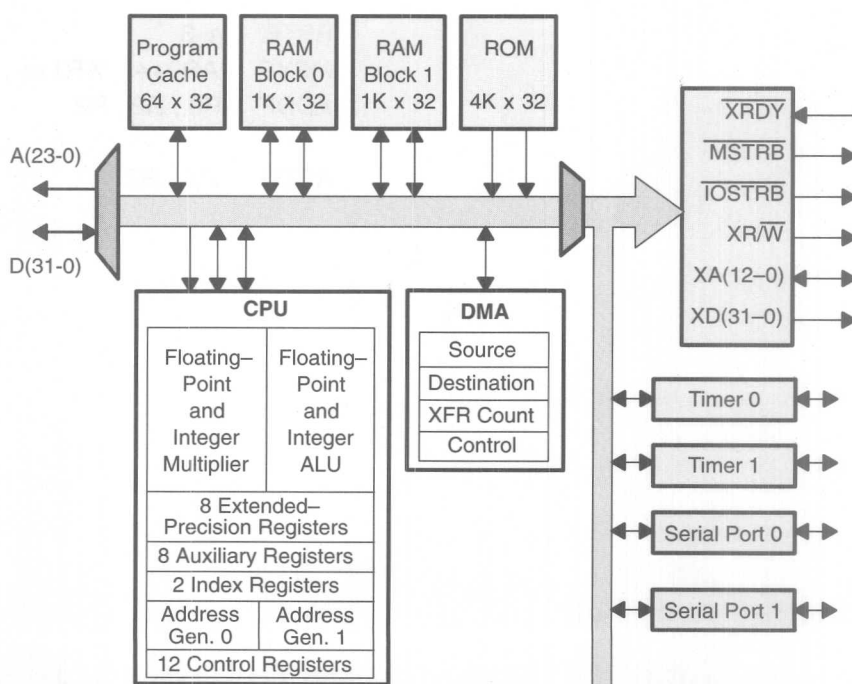 Program
Cache
64 x 32
RAM
Block 0
1K x 32
RAM
Block 1
1K x 32
ROM
4K x 32
A(23-0)
D(31-0)
XRDY
MSTRB
IOSTRB
XR/W
XA(12–0)
XD(31–0)
CPU
Floating–
Point
and
Integer
Multiplier
Floating–
Point
and
Integer
ALU
8 Extended–
Precision Registers
8 Auxiliary Registers
2 Index Registers
Address
Gen. 0
Address
Gen. 1
12 Control Registers
DMA
Source
Destination
XFR Count
Control
Timer 0
Timer 1
Serial Port 0
Serial Port 1